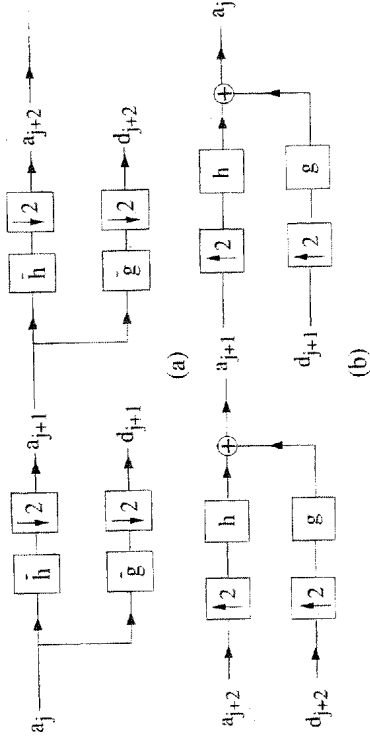 a_j h̄ ↓2 a_{j+1} h̄ ↓2 a_{j+2}
ḡ ↓2 d_{j+1} ḡ ↓2 d_{j+2}
(a)
a_{j+2} ↑2 h + a_{j+1} ↑2 h + a_j
d_{j+2} ↑2 g d_{j+1} ↑2 g
(b)